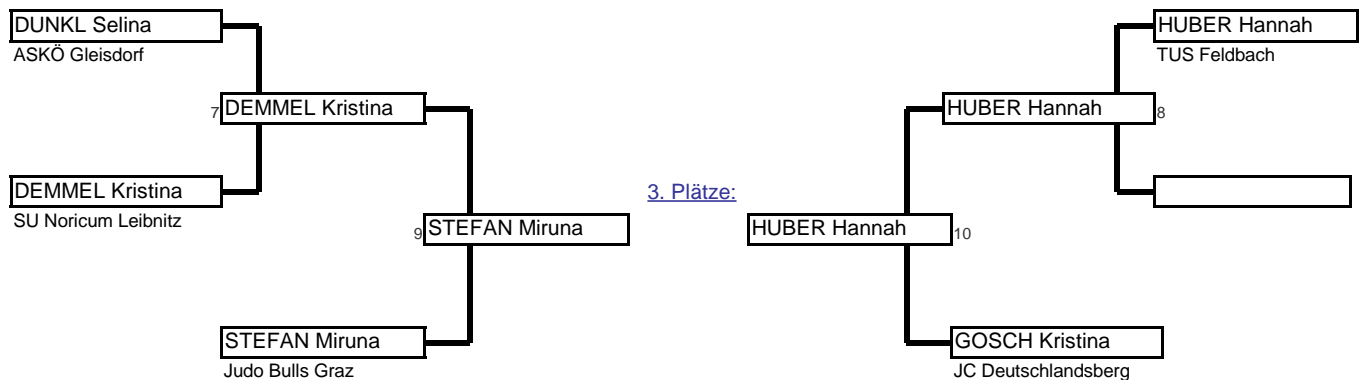 DUNKL Selina
ASKÖ Gleisdorf
HUBER Hannah
TUS Feldbach
7 DEMMEL Kristina
HUBER Hannah 8
DEMMEL Kristina
SU Noricum Leibnitz
3. Plätze:
9 STEFAN Miruna
HUBER Hannah 10
STEFAN Miruna
Judo Bulls Graz
GOSCH Kristina
JC Deutschlandsberg